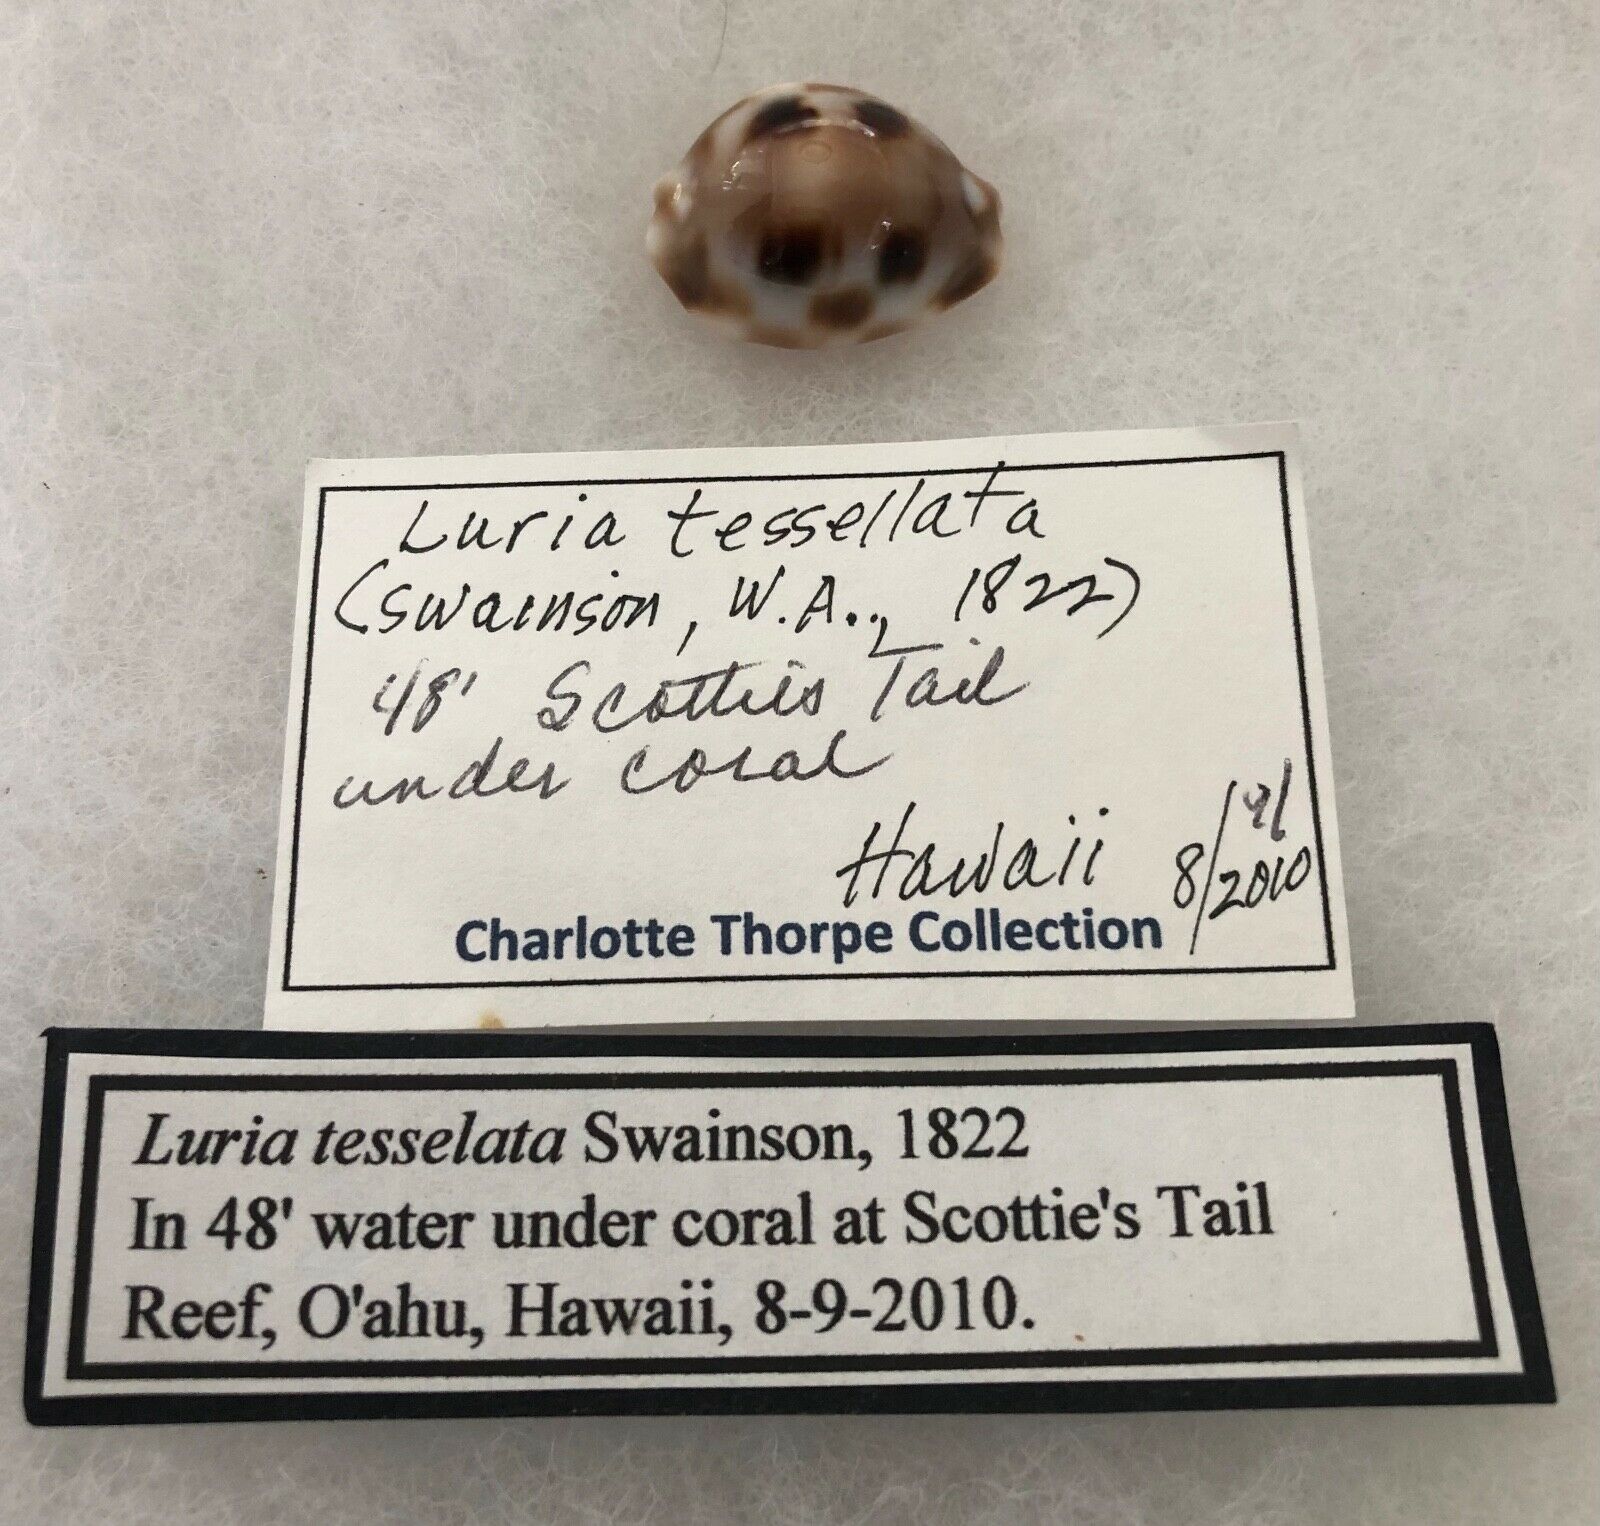 Luria tessellata
(Swainson, W.A., 1822)
48' Scotties Tail
under coral
Hawaii 8/9/2010
Charlotte Thorpe Collection
Luria tesselata Swainson, 1822
In 48' water under coral at Scottie's Tail
Reef, O'ahu, Hawaii, 8-9-2010.